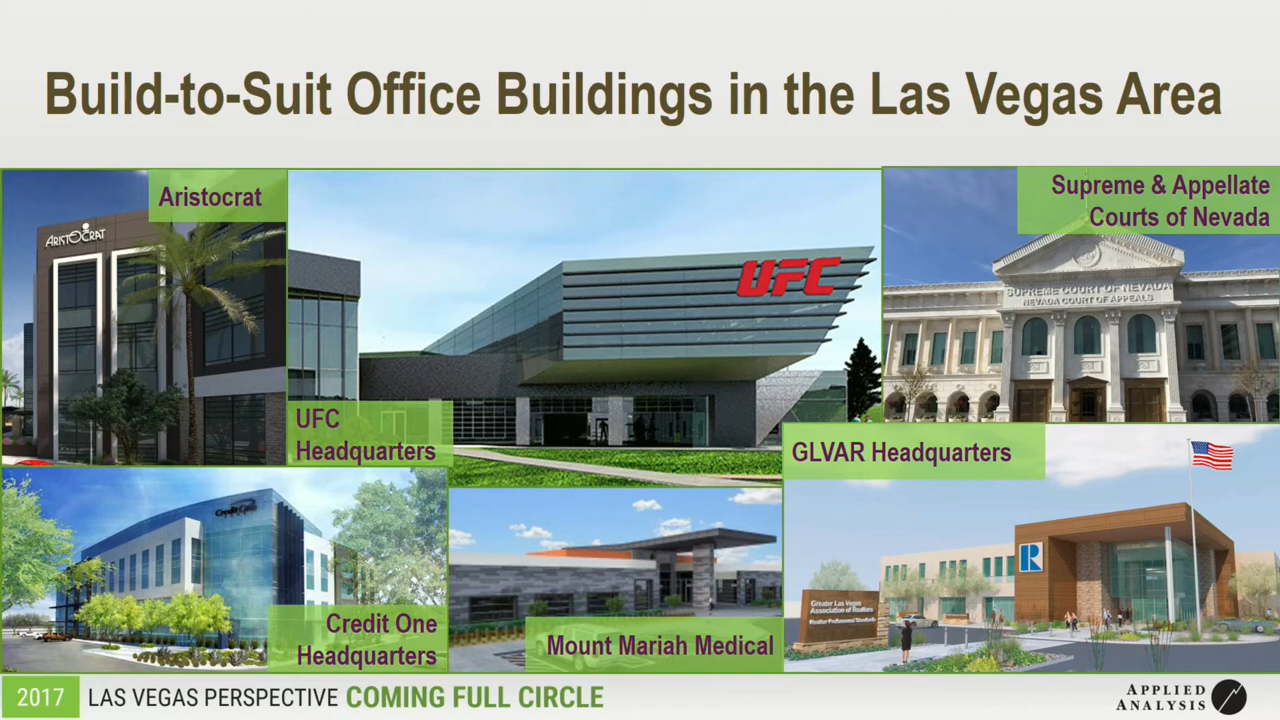 Build-to-Suit Office Buildings in the Las Vegas Area
Aristocrat
ARISTOCRAT
UFC
UFC
Headquarters
Supreme & Appellate
Courts of Nevada
SUPREME COURT OF NEVADA
NEVADA COURT OF APPEALS
GLVAR Headquarters
R
Greater Las Vegas
Association of Realtors
Credit One
Credit One
Headquarters
Mount Mariah Medical
2017 LAS VEGAS PERSPECTIVE COMING FULL CIRCLE
APPLIED
ANALYSIS